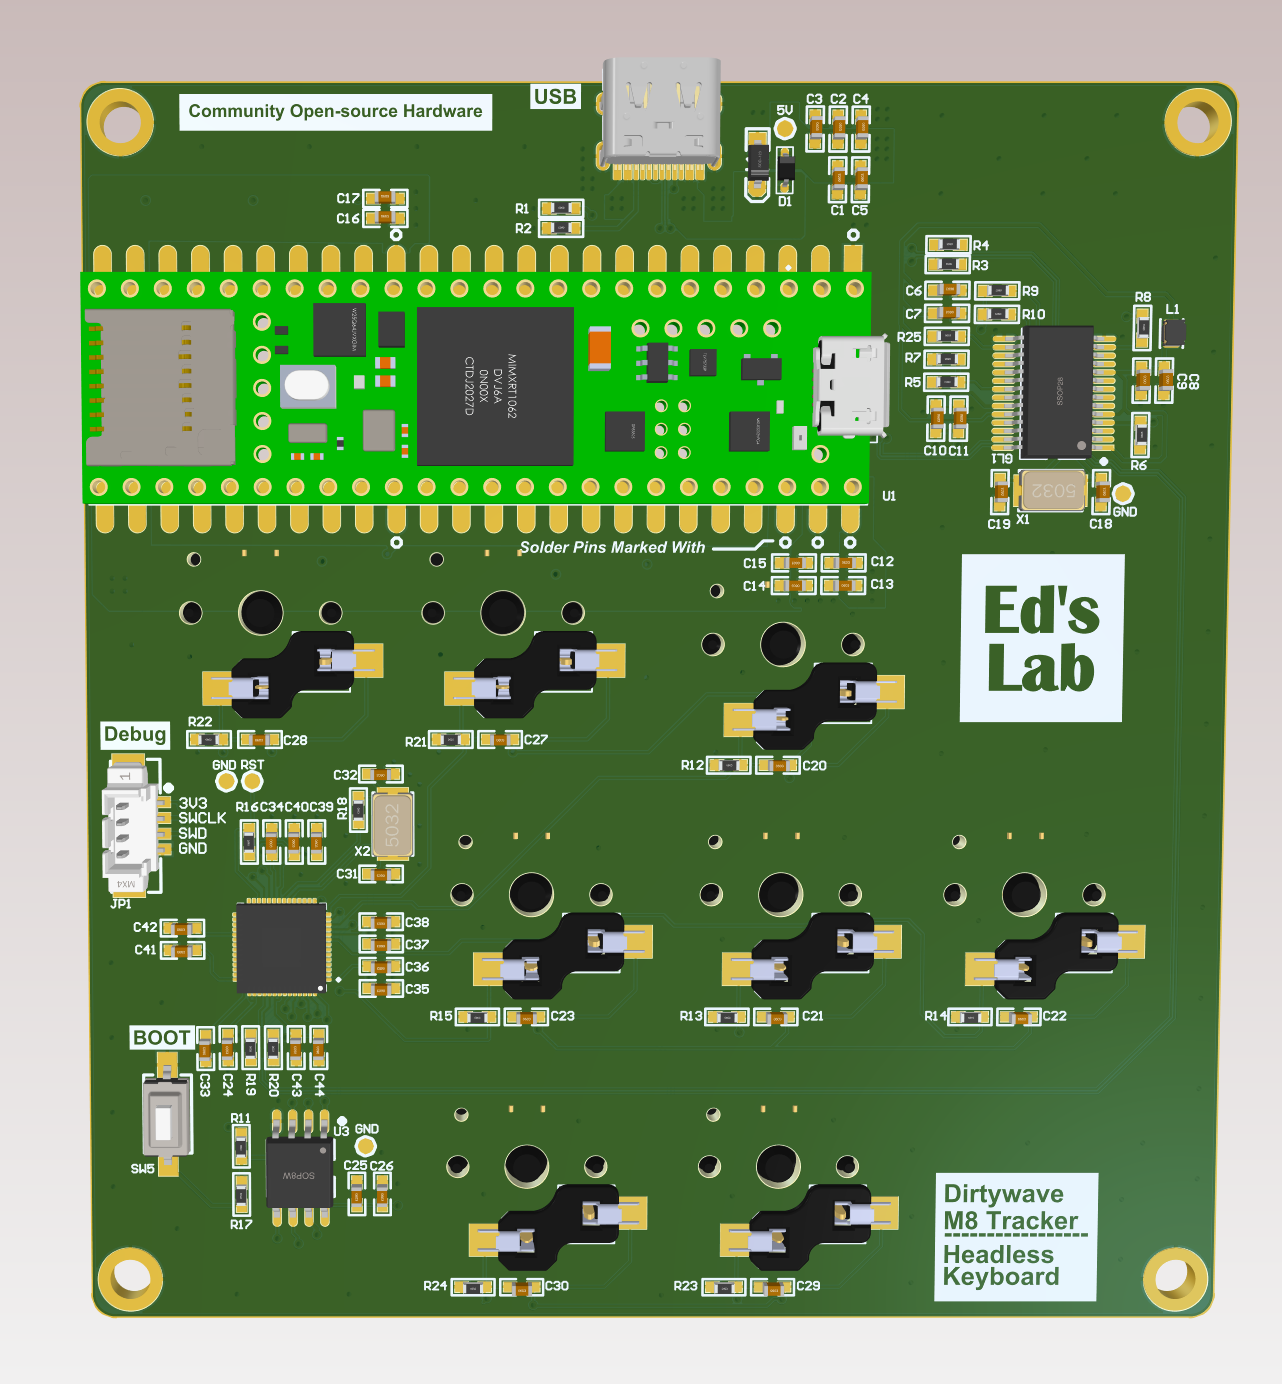 Community Open-source Hardware
USB
5V
C3
C2
C4
D1
C1
C5
C17
C16
R1
R2
R4
R3
C6
R9
C7
R10
R25
R7
R5
C10
C11
R8
L1
C9
C8
R6
GL1
SSOP28
C19
X1
5032
C18
GND
MIMXRT1062
DVJ6A
0N00X
CTDJ2027D
U1
Solder Pins Marked With
C15
C12
C14
C13
Ed's
Lab
R22
C28
R21
C27
R12
C20
Debug
GND
RST
1
3V3
SWCLK
SWD
GND
MX4
JP1
C32
R18
5032
X2
C31
R16
C34
C40
C39
C42
C41
C38
C37
C36
C35
R15
C23
R13
C21
R14
C22
BOOT
C33
C24
R19
R20
C43
C44
SW5
R11
R17
U3
SOP8W
GND
C25
C26
R24
C30
R23
C29
Dirtywave
M8 Tracker
Headless
Keyboard